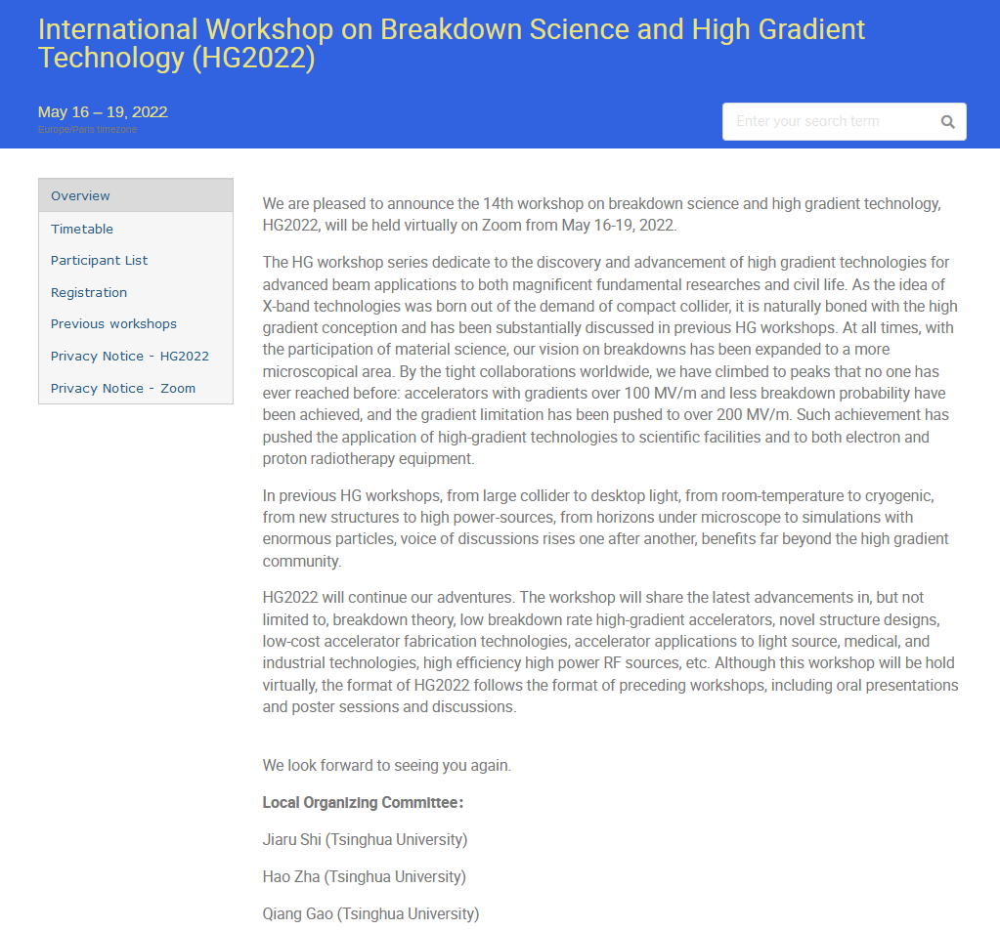 International Workshop on Breakdown Science and High Gradient
Technology (HG2022)
May 16 – 19, 2022
Europe/Paris timezone
Enter your search term
Overview
Timetable
Participant List
Registration
Previous workshops
Privacy Notice - HG2022
Privacy Notice - Zoom
We are pleased to announce the 14th workshop on breakdown science and high gradient technology,
HG2022, will be held virtually on Zoom from May 16-19, 2022.
The HG workshop series dedicate to the discovery and advancement of high gradient technologies for
advanced beam applications to both magnificent fundamental researches and civil life. As the idea of
X-band technologies was born out of the demand of compact collider, it is naturally boned with the high
gradient conception and has been substantially discussed in previous HG workshops. At all times, with
the participation of material science, our vision on breakdowns has been expanded to a more
microscopical area. By the tight collaborations worldwide, we have climbed to peaks that no one has
ever reached before: accelerators with gradients over 100 MV/m and less breakdown probability have
been achieved, and the gradient limitation has been pushed to over 200 MV/m. Such achievement has
pushed the application of high-gradient technologies to scientific facilities and to both electron and
proton radiotherapy equipment.
In previous HG workshops, from large collider to desktop light, from room-temperature to cryogenic,
from new structures to high power-sources, from horizons under microscope to simulations with
enormous particles, voice of discussions rises one after another, benefits far beyond the high gradient
community.
HG2022 will continue our adventures. The workshop will share the latest advancements in, but not
limited to, breakdown theory, low breakdown rate high-gradient accelerators, novel structure designs,
low-cost accelerator fabrication technologies, accelerator applications to light source, medical, and
industrial technologies, high efficiency high power RF sources, etc. Although this workshop will be hold
virtually, the format of HG2022 follows the format of preceding workshops, including oral presentations
and poster sessions and discussions.
We look forward to seeing you again.
Local Organizing Committee:
Jiaru Shi (Tsinghua University)
Hao Zha (Tsinghua University)
Qiang Gao (Tsinghua University)